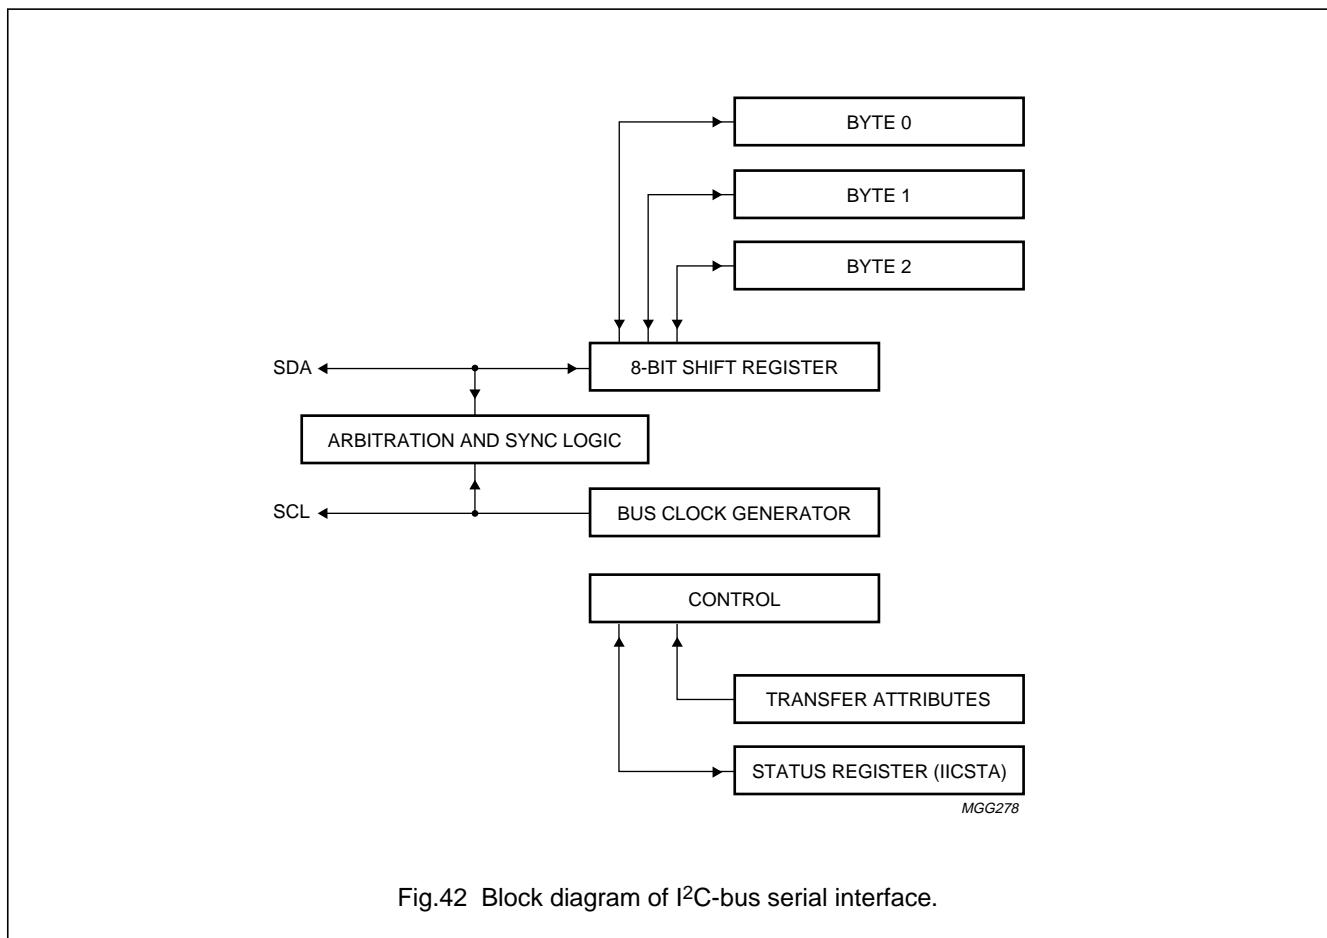 BYTE 0
BYTE 1
BYTE 2
SDA
8-BIT SHIFT REGISTER
ARBITRATION AND SYNC LOGIC
SCL
BUS CLOCK GENERATOR
CONTROL
TRANSFER ATTRIBUTES
STATUS REGISTER (IICSTA)
MGG278
Fig.42 Block diagram of I²C-bus serial interface.